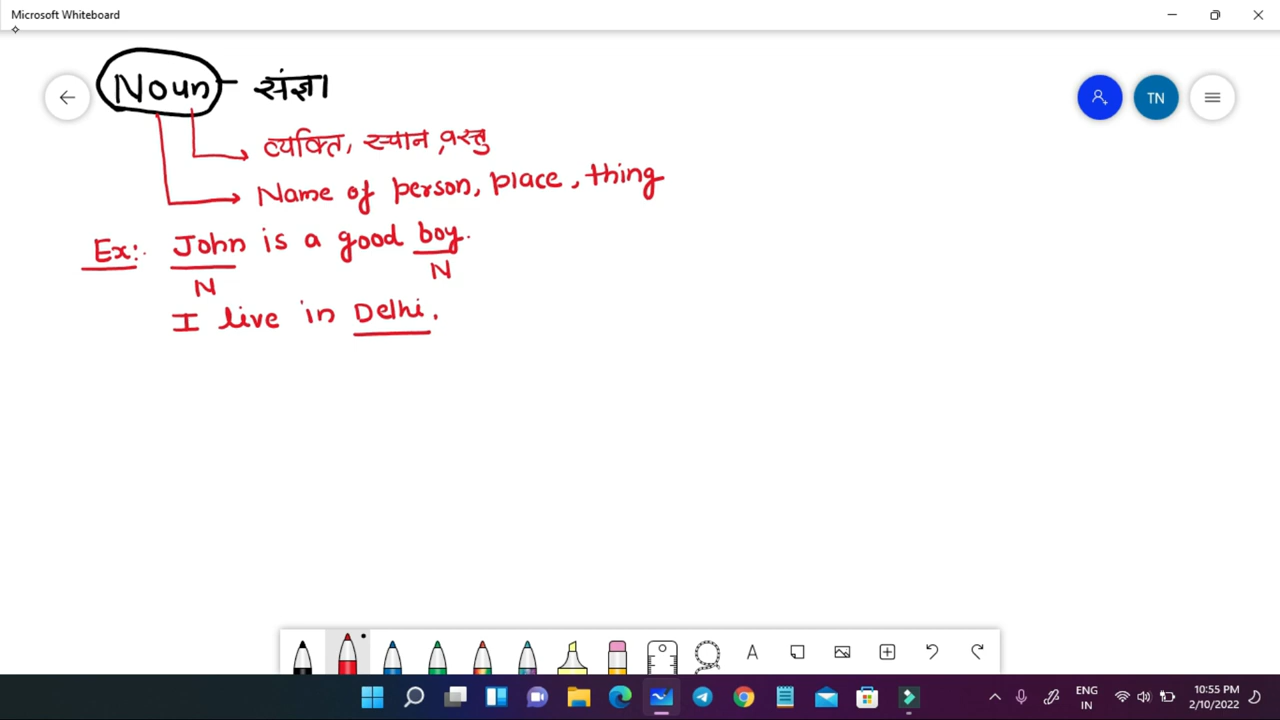 Microsoft Whiteboard
Noun - संज्ञा
व्यक्ति, स्थान, वस्तु
Name of person, place, thing
Ex:. John is a good boy.
N N
I live in Delhi.
TN
A
ENG
IN
10:55 PM
2/10/2022